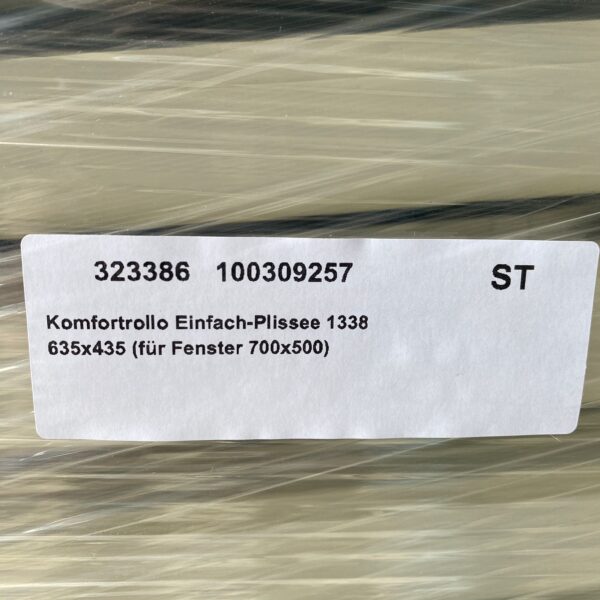 323386 100309257 ST
Komfortrollo Einfach-Plissee 1338
635x435 (für Fenster 700x500)